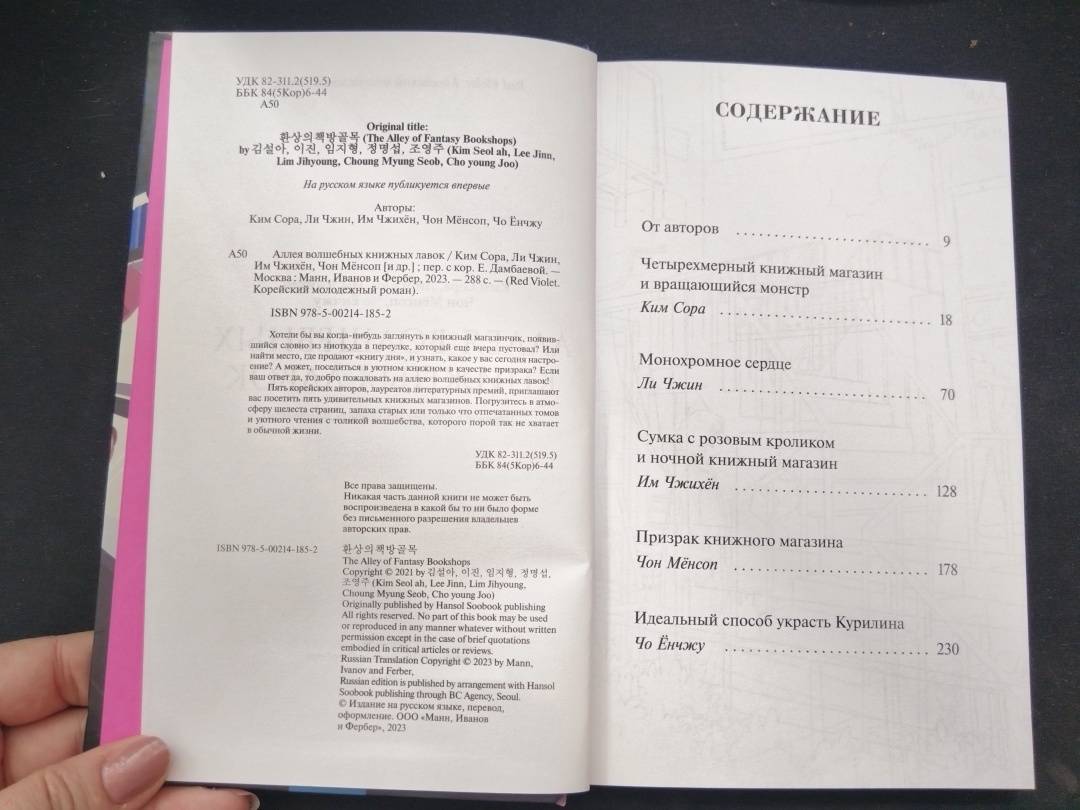 УДК 82-311.2(519.5)
ББК 84(5Кор)6-44
А50
Original title:
환상의책방골목 (The Alley of Fantasy Bookshops)
by 김설아, 이진, 임지형, 정명섭, 조영주 (Kim Seol ah, Lee Jinn,
Lim Jihyoung, Choung Myung Seob, Cho young Joo)
На русском языке публикуется впервые
Авторы:
Ким Сора, Ли Чжин, Им Чжихён, Чон Мёнсоп, Чо Ёнчжу
А50 Аллея волшебных книжных лавок / Ким Сора, Ли Чжин,
Им Чжихён, Чон Мёнсоп [и др.] ; пер. с кор. Е. Дамбаевой. —
Москва : Манн, Иванов и Фербер, 2023. — 288 с. — (Red Violet.
Корейский молодежный роман).
ISBN 978-5-00214-185-2
Хотели бы вы когда-нибудь заглянуть в книжный магазинчик, появив-
шийся словно из ниоткуда в переулке, который еще вчера пустовал? Или
найти место, где продают «книгу дня», и узнать, какое у вас сегодня настро-
ение? А может, поселиться в уютном книжном в качестве призрака? Если
ваш ответ да, то добро пожаловать на аллею волшебных книжных лавок!
Пять корейских авторов, лауреатов литературных премий, приглашают
вас посетить пять удивительных книжных магазинов. Погрузитесь в атмо-
сферу шелеста страниц, запаха старых или только что отпечатанных томов
и уютного чтения с толикой волшебства, которого порой так не хватает
в обычной жизни.
УДК 82-311.2(519.5)
ББК 84(5Кор)6-44
Все права защищены.
Никакая часть данной книги не может быть
воспроизведена в какой бы то ни было форме
без письменного разрешения владельцев
авторских прав.
ISBN 978-5-00214-185-2 환상의책방골목
The Alley of Fantasy Bookshops
Copyright © 2021 by 김설아, 이진, 임지형, 정명섭,
조영주 (Kim Seol ah, Lee Jinn, Lim Jihyoung,
Choung Myung Seob, Cho young Joo)
Originally published by Hansol Soobook publishing
All rights reserved. No part of this book may be used
or reproduced in any manner whatever without written
permission except in the case of brief quotations
embodied in critical articles or reviews.
Russian Translation Copyright © 2023 by Mann,
Ivanov and Ferber,
Russian edition is published by arrangement with Hansol
Soobook publishing through BC Agency, Seoul.
© Издание на русском языке, перевод,
оформление. ООО «Манн, Иванов
и Фербер», 2023
СОДЕРЖАНИЕ
От авторов 9
Четырехмерный книжный магазин
и вращающийся монстр
Ким Сора 18
Монохромное сердце
Ли Чжин 70
Сумка с розовым кроликом
и ночной книжный магазин
Им Чжихён 128
Призрак книжного магазина
Чон Мёнсоп 178
Идеальный способ украсть Курилина
Чо Ёнчжу 230